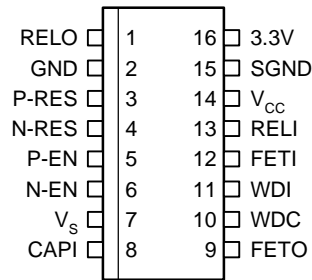 RELO 1 16 3.3V
GND 2 15 SGND
P-RES 3 14 VCC
N-RES 4 13 RELI
P-EN 5 12 FETI
N-EN 6 11 WDI
VS 7 10 WDC
CAPI 8 9 FETO